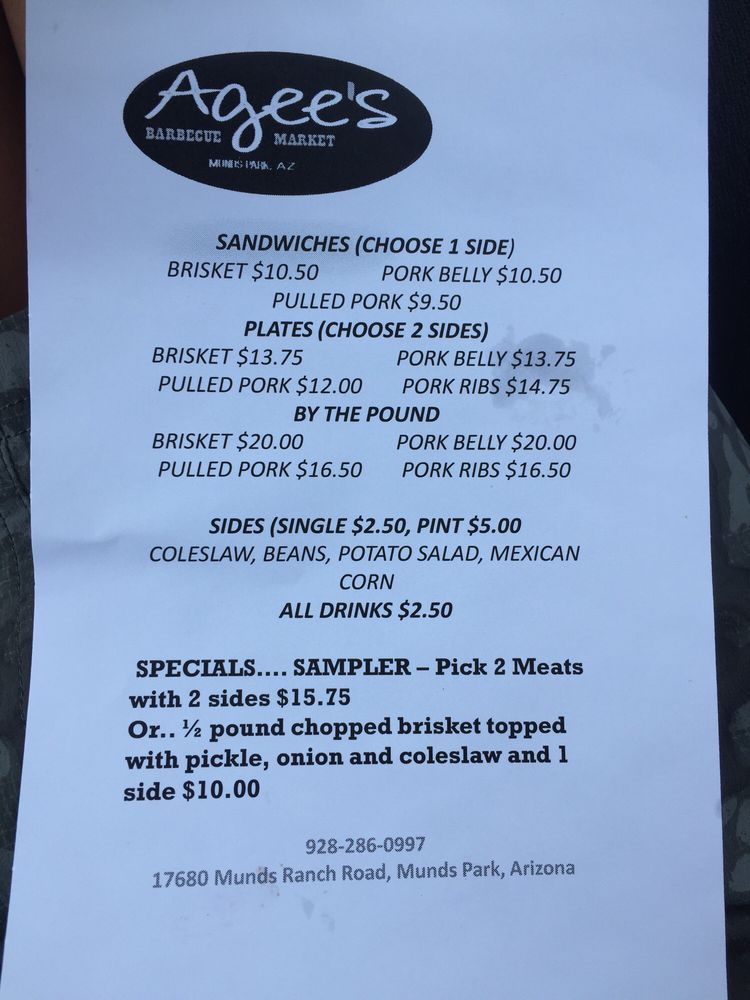 Agee's
BARBECUE MARKET
MUNDS PARK, AZ
SANDWICHES (CHOOSE 1 SIDE)
BRISKET $10.50 PORK BELLY $10.50
PULLED PORK $9.50
PLATES (CHOOSE 2 SIDES)
BRISKET $13.75 PORK BELLY $13.75
PULLED PORK $12.00 PORK RIBS $14.75
BY THE POUND
BRISKET $20.00 PORK BELLY $20.00
PULLED PORK $16.50 PORK RIBS $16.50
SIDES (SINGLE $2.50, PINT $5.00
COLESLAW, BEANS, POTATO SALAD, MEXICAN
CORN
ALL DRINKS $2.50
SPECIALS.... SAMPLER – Pick 2 Meats
with 2 sides $15.75
Or.. ½ pound chopped brisket topped
with pickle, onion and coleslaw and 1
side $10.00
928-286-0997
17680 Munds Ranch Road, Munds Park, Arizona